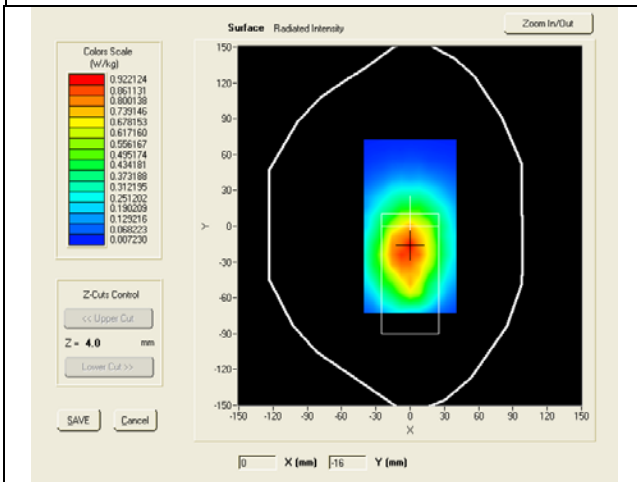 Surface Radiated Intensity
Zoom In/Out
Colors Scale
(W/kg)
0.922124
0.861131
0.800138
0.739146
0.678153
0.617160
0.556167
0.495174
0.434181
0.373188
0.312195
0.251202
0.190209
0.129216
0.068223
0.007230
Z-Cuts Control
<< Upper Cut
Z = 4.0 mm
Lower Cut >>
SAVE Cancel
150
120
90
60
30
0
-30
-60
-90
-120
-150
Y
-150 -120 -90 -60 -30 0 30 60 90 120 150
X
0 X (mm) -16 Y (mm)